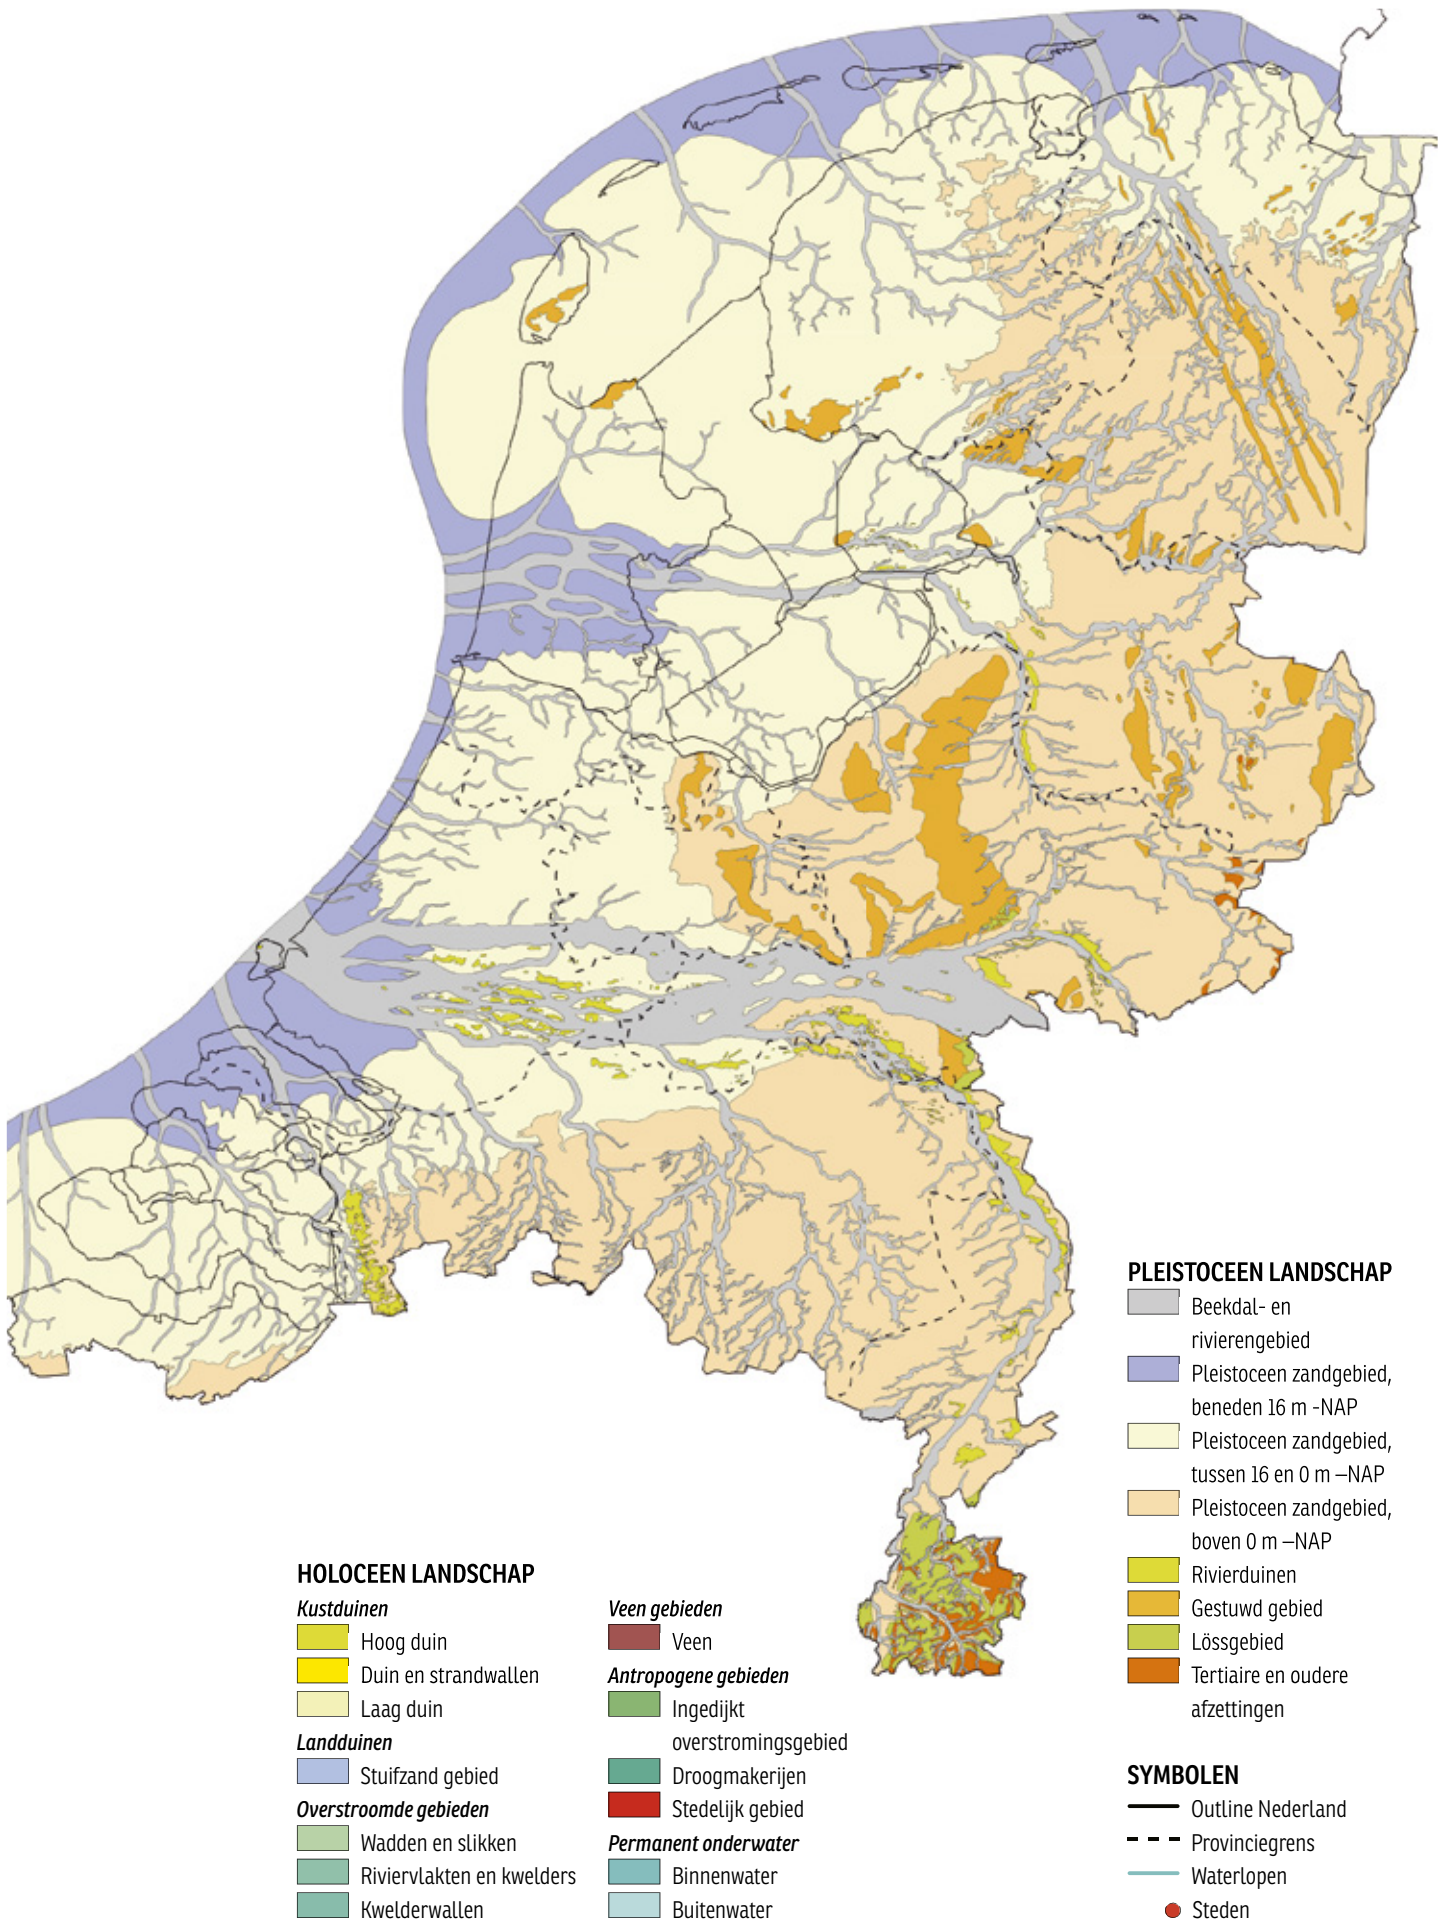 HOLOCEEN LANDSCHAP
Kustduinen
Hoog duin
Duin en strandwallen
Laag duin
Landduinen
Stuifzand gebied
Overstroomde gebieden
Wadden en slikken
Riviervlakten en kwelders
Kwelderwallen
Veen gebieden
Veen
Antropogene gebieden
Ingedijkt
overstromingsgebied
Droogmakerijen
Stedelijk gebied
Permanent onderwater
Binnenwater
Buitenwater
PLEISTOCEEN LANDSCHAP
Beekdal- en
rivierengebied
Pleistoceen zandgebied,
beneden 16 m -NAP
Pleistoceen zandgebied,
tussen 16 en 0 m –NAP
Pleistoceen zandgebied,
boven 0 m –NAP
Rivierduinen
Gestuwd gebied
Lössgebied
Tertiaire en oudere
afzettingen
SYMBOLEN
Outline Nederland
Provinciegrens
Waterlopen
Steden